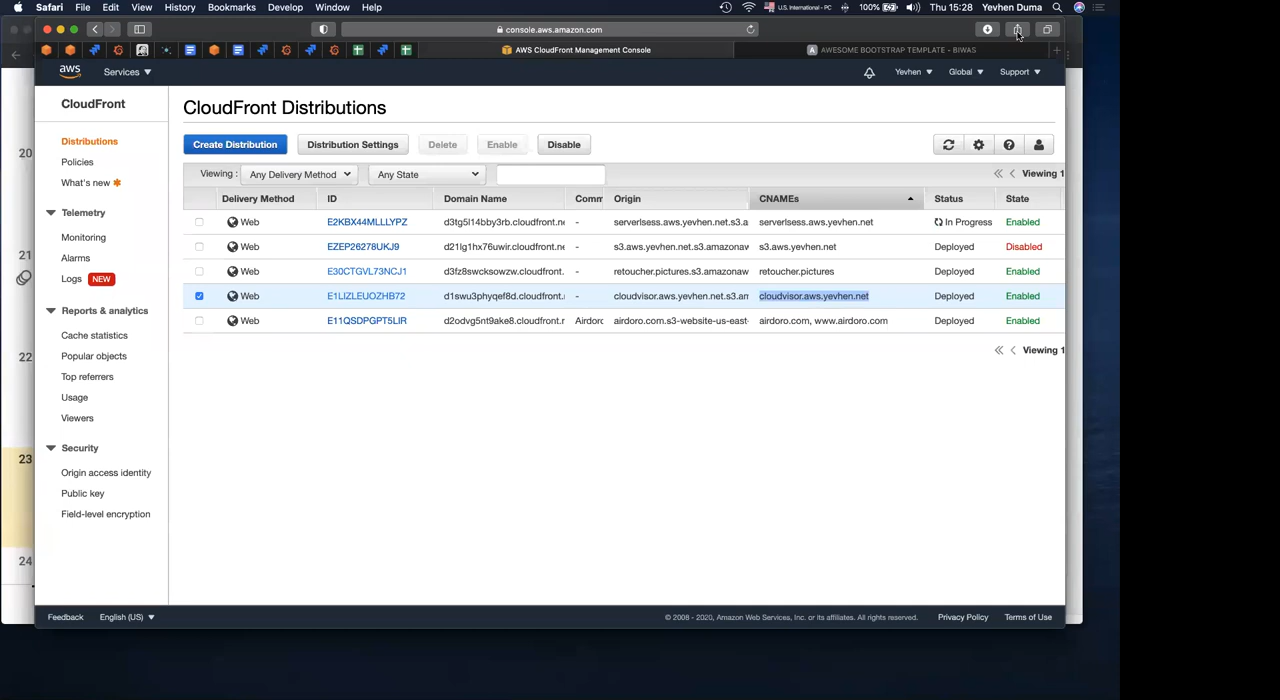 Safari File Edit View History Bookmarks Develop Window Help U.S. International - PC 100% Thu 15:28 Yevhen Duma
console.aws.amazon.com
AWS CloudFront Management Console A AWESOME BOOTSTRAP TEMPLATE - BIWAS
aws Services Yevhen Global Support
CloudFront
Distributions
Policies
What's new
Telemetry
Monitoring
Alarms
Logs NEW
Reports & analytics
Cache statistics
Popular objects
Top referrers
Usage
Viewers
Security
Origin access identity
Public key
Field-level encryption
CloudFront Distributions
Create Distribution Distribution Settings Delete Enable Disable
Viewing : Any Delivery Method Any State Viewing 1
Delivery Method ID Domain Name Comm Origin CNAMEs Status State
Web E2KBX44MLLLYPZ d3tg5l14bby3rb.cloudfront.ne - serverlsess.aws.yevhen.net.s3.a serverlsess.aws.yevhen.net In Progress Enabled
Web EZEP26278UKJ9 d21lg1hx76uwir.cloudfront.ne - s3.aws.yevhen.net.s3.amazonaw s3.aws.yevhen.net Deployed Disabled
Web E30CTGVL73NCJ1 d3fz8swcksowzw.cloudfront. - retoucher.pictures.s3.amazonaw retoucher.pictures Deployed Enabled
Web E1LIZLEUOZHB72 d1swu3phyqef8d.cloudfront. - cloudvisor.aws.yevhen.net.s3.am cloudvisor.aws.yevhen.net Deployed Enabled
Web E11QSDPGPT5LIR d2odvg5nt9ake8.cloudfront.r Airdoro airdoro.com.s3-website-us-east- airdoro.com, www.airdoro.com Deployed Enabled
Viewing 1
20
21
22
23
24
Feedback English (US) © 2008 - 2020, Amazon Web Services, Inc. or its affiliates. All rights reserved. Privacy Policy Terms of Use